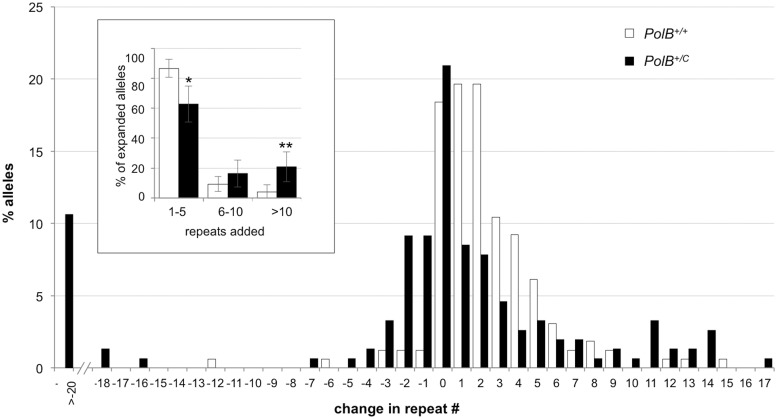 25
20
15
10
5
0
% alleles
PolB+/+
PolB+/C
100
80
60
40
20
0
% of expanded alleles
*
**
1-5 6-10 >10
repeats added
- >-20 // -18 -17 -16 -15 -14 -13 -12 -11 -10 -9 -8 -7 -6 -5 -4 -3 -2 -1 0 1 2 3 4 5 6 7 8 9 10 11 12 13 14 15 16 17
change in repeat #